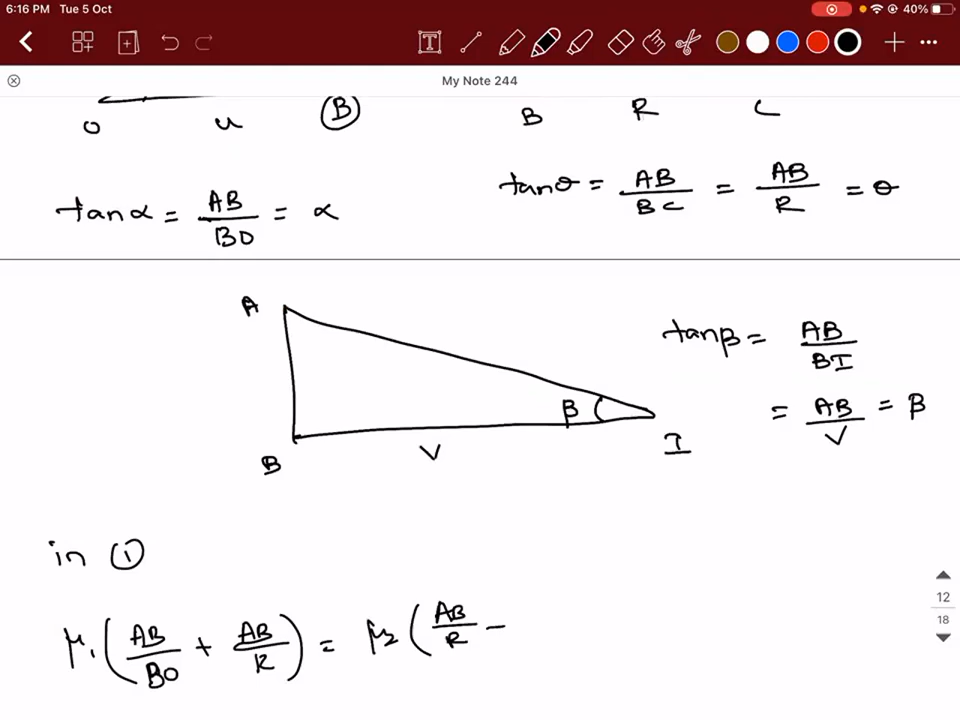 6:16 PM Tue 5 Oct 40%
My Note 244
O u B
B R C
tanα = AB/BO = α
tanθ = AB/BC = AB/R = θ
A
B
β
V
I
tanβ = AB/BI
= AB/V = β
in ①
μ₁(AB/BO + AB/R) = μ₂(AB/R −
12
18